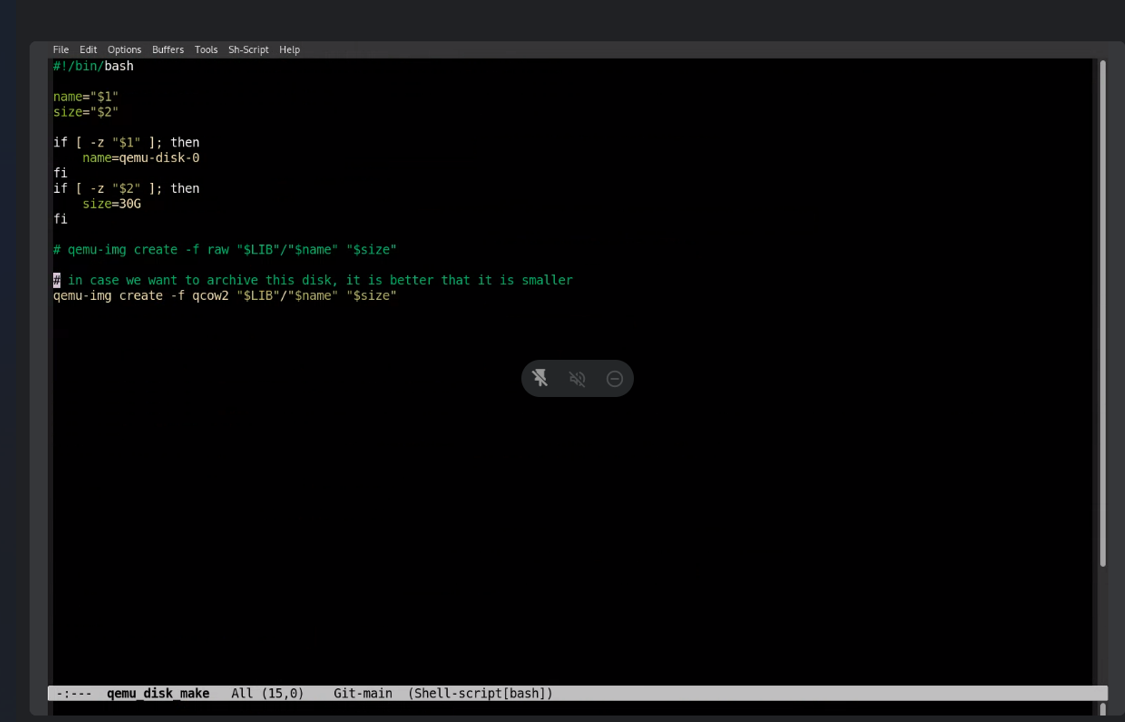 File Edit Options Buffers Tools Sh-Script Help
#!/bin/bash
name="$1"
size="$2"
if [ -z "$1" ]; then
    name=qemu-disk-0
fi
if [ -z "$2" ]; then
    size=30G
fi
# qemu-img create -f raw "$LIB"/"$name" "$size"
# in case we want to archive this disk, it is better that it is smaller
qemu-img create -f qcow2 "$LIB"/"$name" "$size"
-:---  qemu_disk_make   All (15,0)    Git-main  (Shell-script[bash])